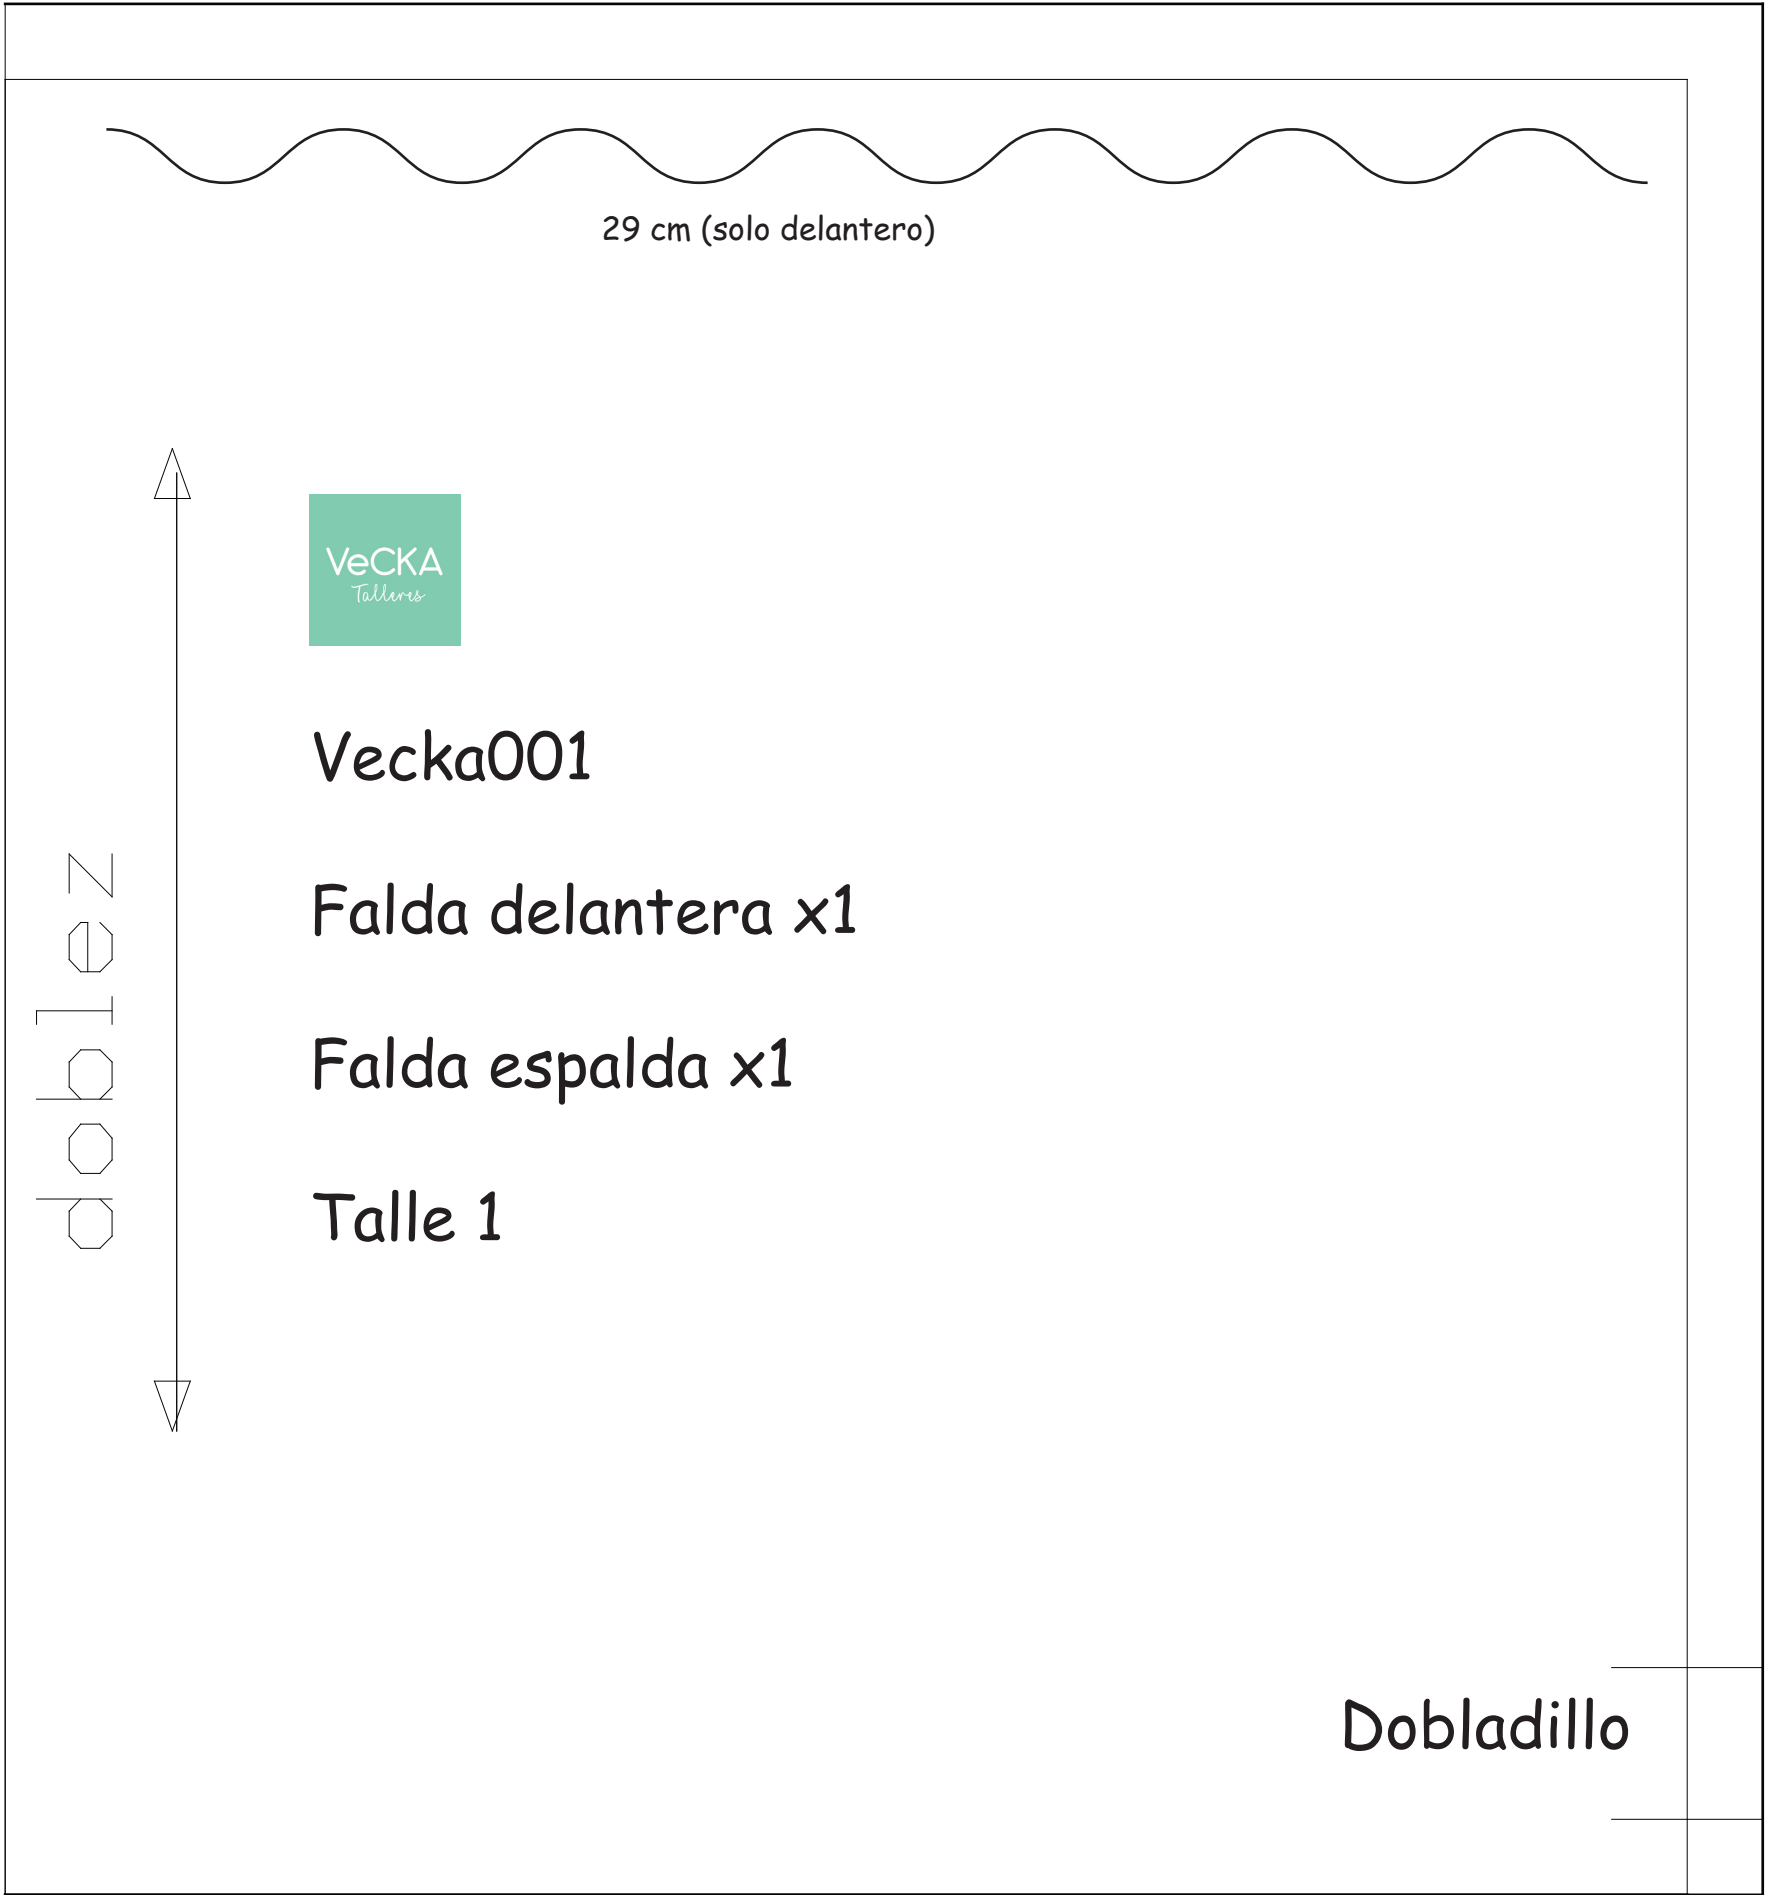 29 cm (solo delantero)
VeCKA
Talleres
Vecka001
Falda delantera x1
Falda espalda x1
Talle 1
doblez
Dobladillo